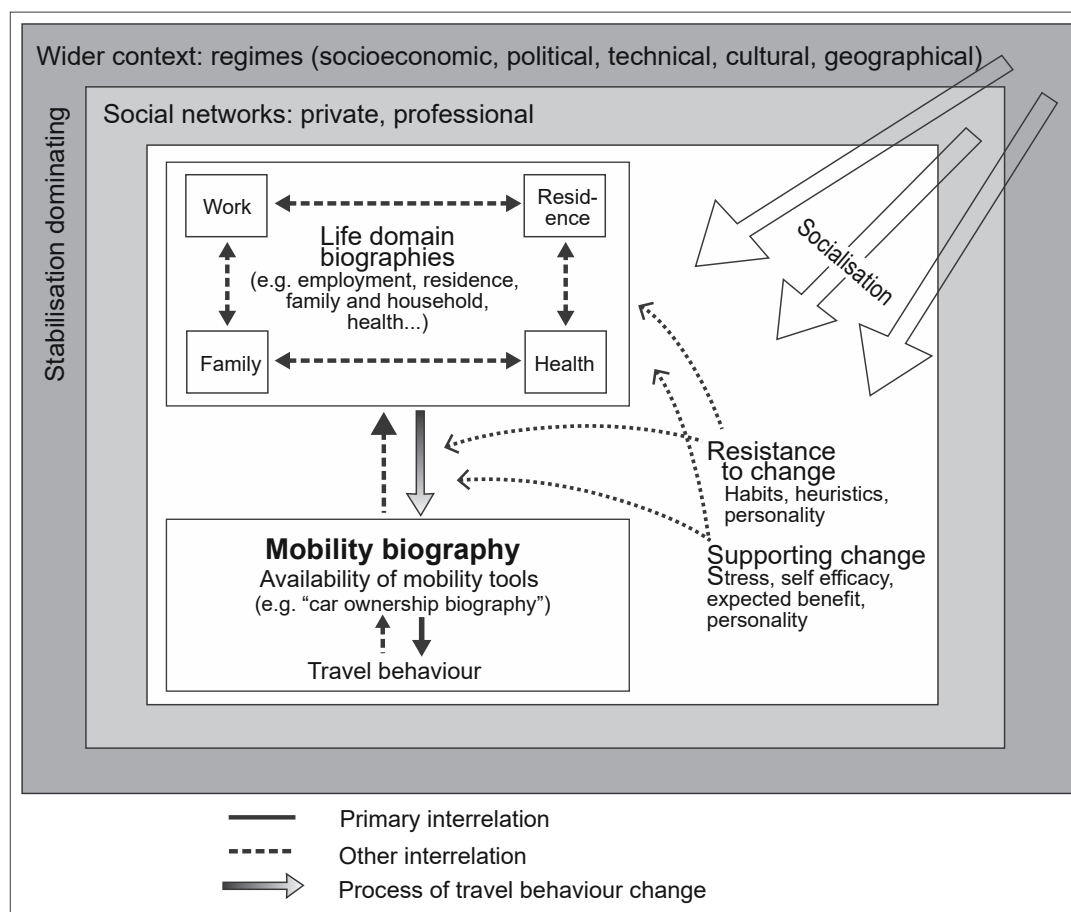 Wider context: regimes (socioeconomic, political, technical, cultural, geographical)
Stabilisation dominating
Social networks: private, professional
Work
Resid-
ence
Life domain
biographies
(e.g. employment, residence,
family and household,
health...)
Family
Health
Socialisation
Resistance
to change
Habits, heuristics,
personality
Supporting change
Stress, self efficacy,
expected benefit,
personality
Mobility biography
Availability of mobility tools
(e.g. “car ownership biography”)
Travel behaviour
Primary interrelation
Other interrelation
Process of travel behaviour change